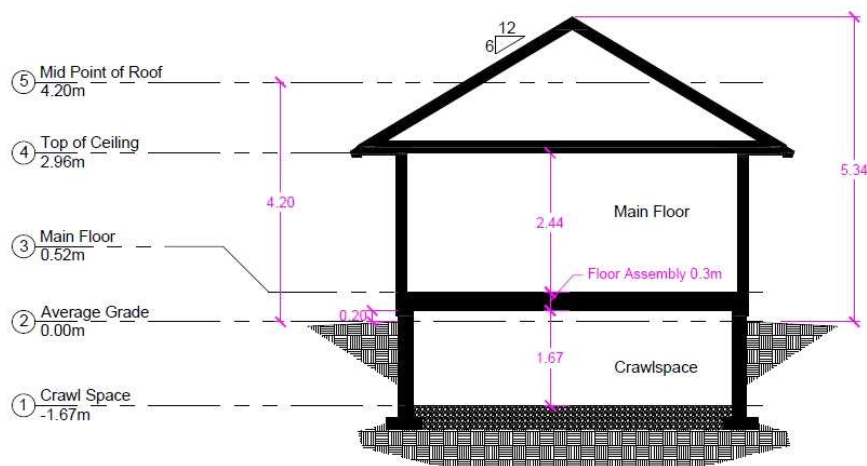 12
6
5 Mid Point of Roof
4.20m
4 Top of Ceiling
2.96m
5.34
4.20
Main Floor
2.44
3 Main Floor
0.52m
Floor Assembly 0.3m
2 Average Grade
0.00m
0.20
1.67
Crawlspace
1 Crawl Space
-1.67m